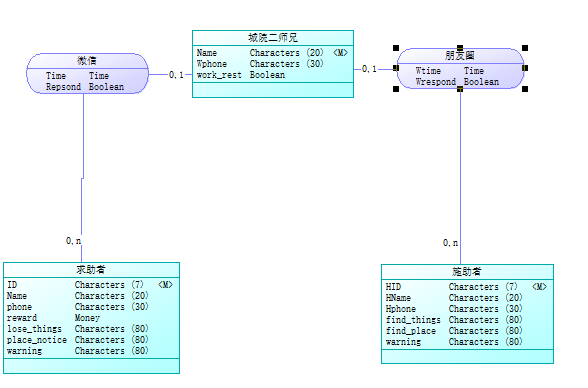 城院二师兄
Name Characters (20) <M>
Wphone Characters (30)
work_rest Boolean
微信
Time Time
Repsond Boolean
朋友圈
Wtime Time
Wrespond Boolean
0,1
0,1
0,n
0,n
求助者
ID Characters (7) <M>
Name Characters (20)
phone Characters (30)
reward Money
lose_things Characters (80)
place_notice Characters (80)
warning Characters (80)
施助者
HID Characters (7) <M>
HName Characters (20)
Hphone Characters (30)
find_things Characters (80)
find_place Characters (80)
warning Characters (80)